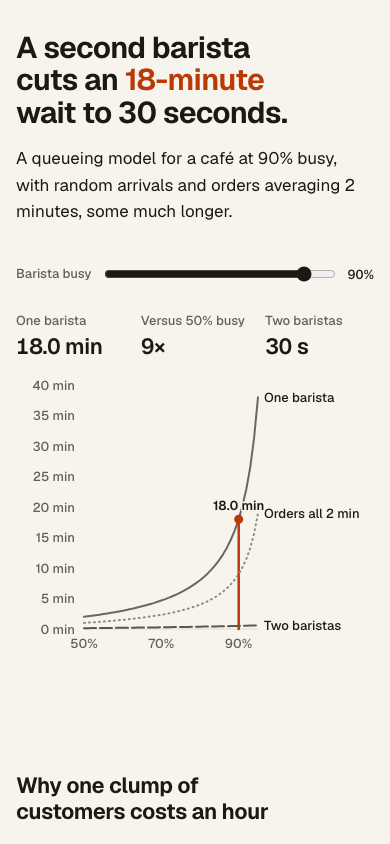 A second barista
cuts an 18-minute
wait to 30 seconds.
A queueing model for a café at 90% busy,
with random arrivals and orders averaging 2
minutes, some much longer.
Barista busy 90%
One barista Versus 50% busy Two baristas
18.0 min 9× 30 s
40 min
One barista
35 min
30 min
25 min
20 min
18.0 min
Orders all 2 min
15 min
10 min
5 min
Two baristas
0 min
50% 70% 90%
Why one clump of
customers costs an hour